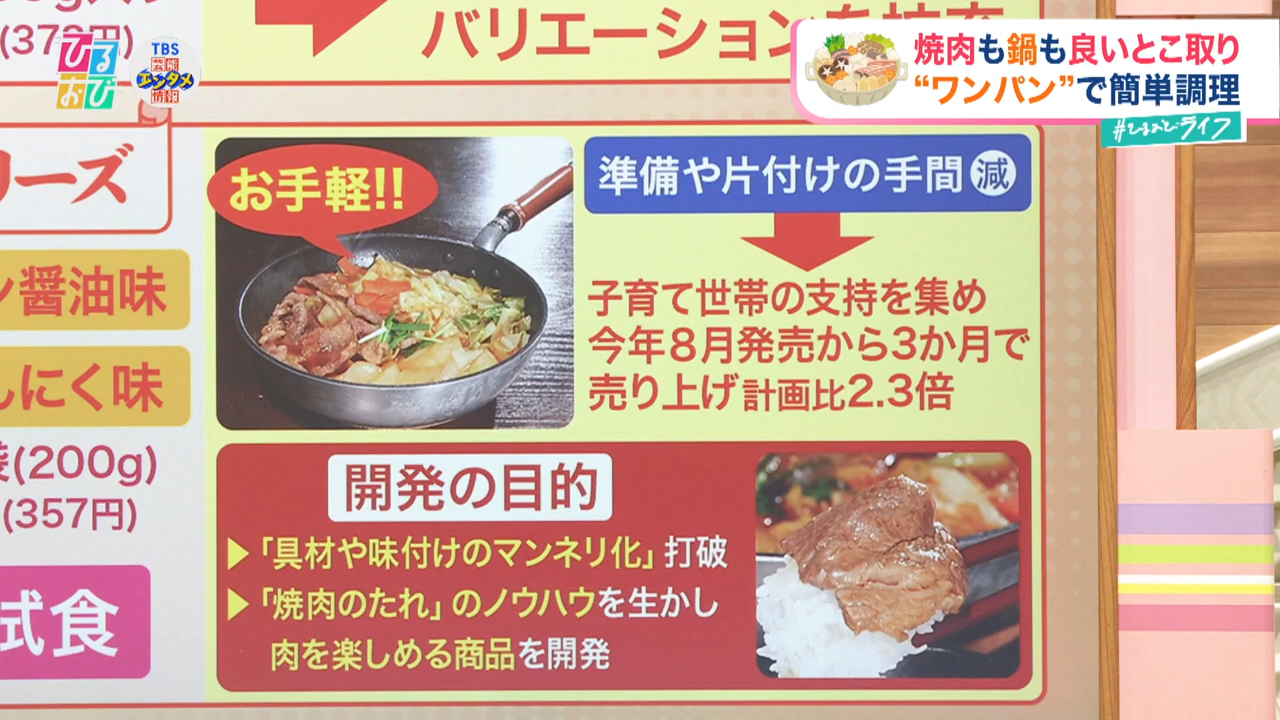 (372円)
バリエーション
ひる
おび
TBS
芸能
エンタメ
情報
焼肉も鍋も良いとこ取り
“ワンパン”で簡単調理
#ひるおびライフ
リーズ
醤油味
んにく味
(200g)
(357円)
試食
お手軽!!
準備や片付けの手間 減
子育て世帯の支持を集め
今年8月発売から3か月で
売り上げ計画比2.3倍
開発の目的
▶「具材や味付けのマンネリ化」打破
▶「焼肉のたれ」のノウハウを生かし
肉を楽しめる商品を開発